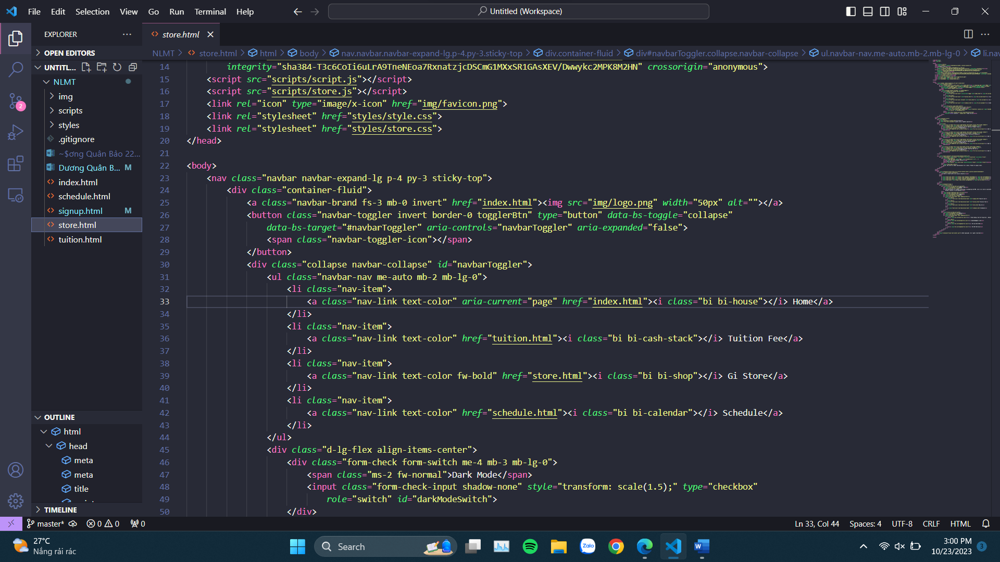 File Edit Selection View Go Run Terminal Help
Untitled (Workspace)
EXPLORER
store.html
OPEN EDITORS
UNTITL...
NLMT
img
scripts
styles
.gitignore
~$ơng Quân Bảo 22...
Dương Quân B... M
index.html
schedule.html
signup.html M
store.html
tuition.html
2
OUTLINE
html
head
meta
meta
title
TIMELINE
NLMT > store.html > html > body > nav.navbar.navbar-expand-lg.p-4.py-3.sticky-top > div.container-fluid > div#navbarToggler.collapse.navbar-collapse > ul.navbar-nav.me-auto.mb-2.mb-lg-0 > li.nav
14 integrity="sha384-T3c6CoIi6uLrA9TneNEoa7RxnatzjcDSCmG1MXxSR1GAsXEV/Dwwykc2MPK8M2HN" crossorigin="anonymous">
15 <script src="scripts/script.js"></script>
16 <script src="scripts/store.js"></script>
17 <link rel="icon" type="image/x-icon" href="img/favicon.png">
18 <link rel="stylesheet" href="styles/style.css">
19 <link rel="stylesheet" href="styles/store.css">
20 </head>
21
22 <body>
23 <nav class="navbar navbar-expand-lg p-4 py-3 sticky-top">
24 <div class="container-fluid">
25 <a class="navbar-brand fs-3 mb-0 invert" href="index.html"><img src="img/logo.png" width="50px" alt=""></a>
26 <button class="navbar-toggler invert border-0 togglerBtn" type="button" data-bs-toggle="collapse"
27 data-bs-target="#navbarToggler" aria-controls="navbarToggler" aria-expanded="false">
28 <span class="navbar-toggler-icon"></span>
29 </button>
30 <div class="collapse navbar-collapse" id="navbarToggler">
31 <ul class="navbar-nav me-auto mb-2 mb-lg-0">
32 <li class="nav-item">
33 <a class="nav-link text-color" aria-current="page" href="index.html"><i class="bi bi-house"></i> Home</a>
34 </li>
35 <li class="nav-item">
36 <a class="nav-link text-color" href="tuition.html"><i class="bi bi-cash-stack"></i> Tuition Fee</a>
37 </li>
38 <li class="nav-item">
39 <a class="nav-link text-color fw-bold" href="store.html"><i class="bi bi-shop"></i> Gi Store</a>
40 </li>
41 <li class="nav-item">
42 <a class="nav-link text-color" href="schedule.html"><i class="bi bi-calendar"></i> Schedule</a>
43 </li>
44 </ul>
45 <div class="d-lg-flex align-items-center">
46 <div class="form-check form-switch me-4 mb-3 mb-lg-0">
47 <span class="ms-2 fw-normal">Dark Mode</span>
48 <input class="form-check-input shadow-none" style="transform: scale(1.5);" type="checkbox"
49 role="switch" id="darkModeSwitch">
50 </div>
master* 0 0 0
Ln 33, Col 44 Spaces: 4 UTF-8 CRLF HTML
27°C
Nắng rải rác
Search
Zalo
3:00 PM
10/23/2023
3